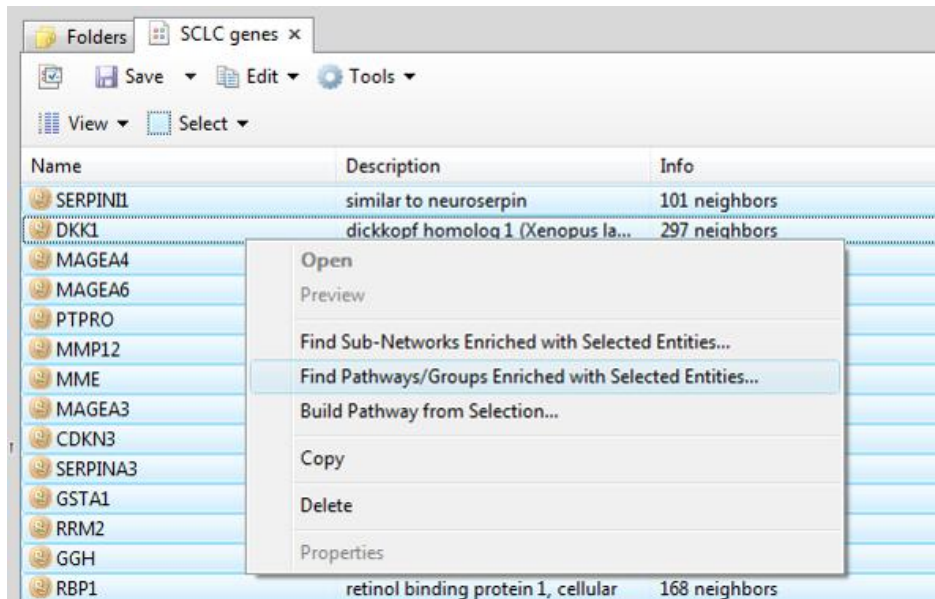 Folders SCLC genes ×
Save Edit Tools
View Select
Name Description Info
SERPINI1 similar to neuroserpin 101 neighbors
DKK1 dickkopf homolog 1 (Xenopus la... 297 neighbors
MAGEA4 Open
MAGEA6 Preview
PTPRO
MMP12 Find Sub-Networks Enriched with Selected Entities...
MME Find Pathways/Groups Enriched with Selected Entities...
MAGEA3 Build Pathway from Selection...
CDKN3
SERPINA3 Copy
GSTA1 Delete
RRM2
GGH Properties
RBP1 retinol binding protein 1, cellular 168 neighbors